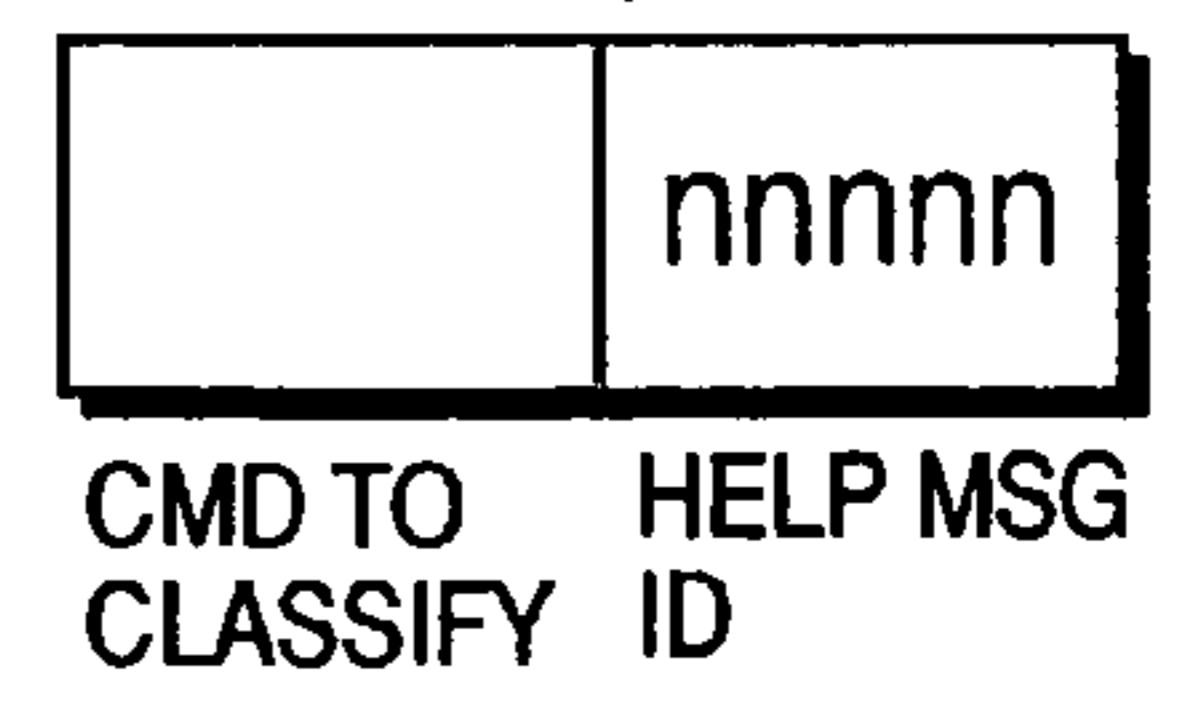 nnnnn
CMD TO
CLASSIFY
HELP MSG
ID